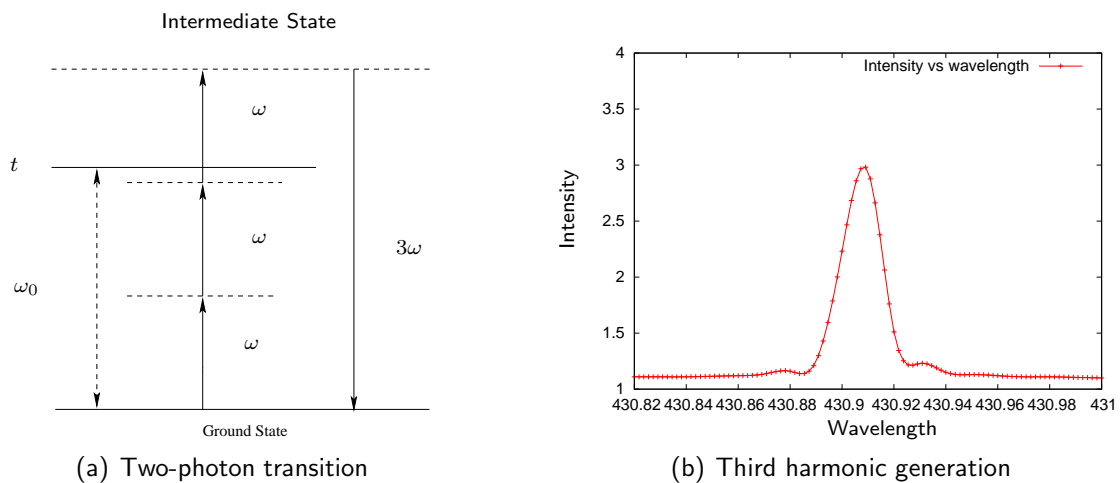 Intermediate State
ω
t
ω
3ω
ω₀
ω
Ground State
(a) Two-photon transition
4
3.5
3
2.5
2
1.5
1
Intensity
Intensity vs wavelength
430.82 430.84 430.86 430.88 430.9 430.92 430.94 430.96 430.98 431
Wavelength
(b) Third harmonic generation